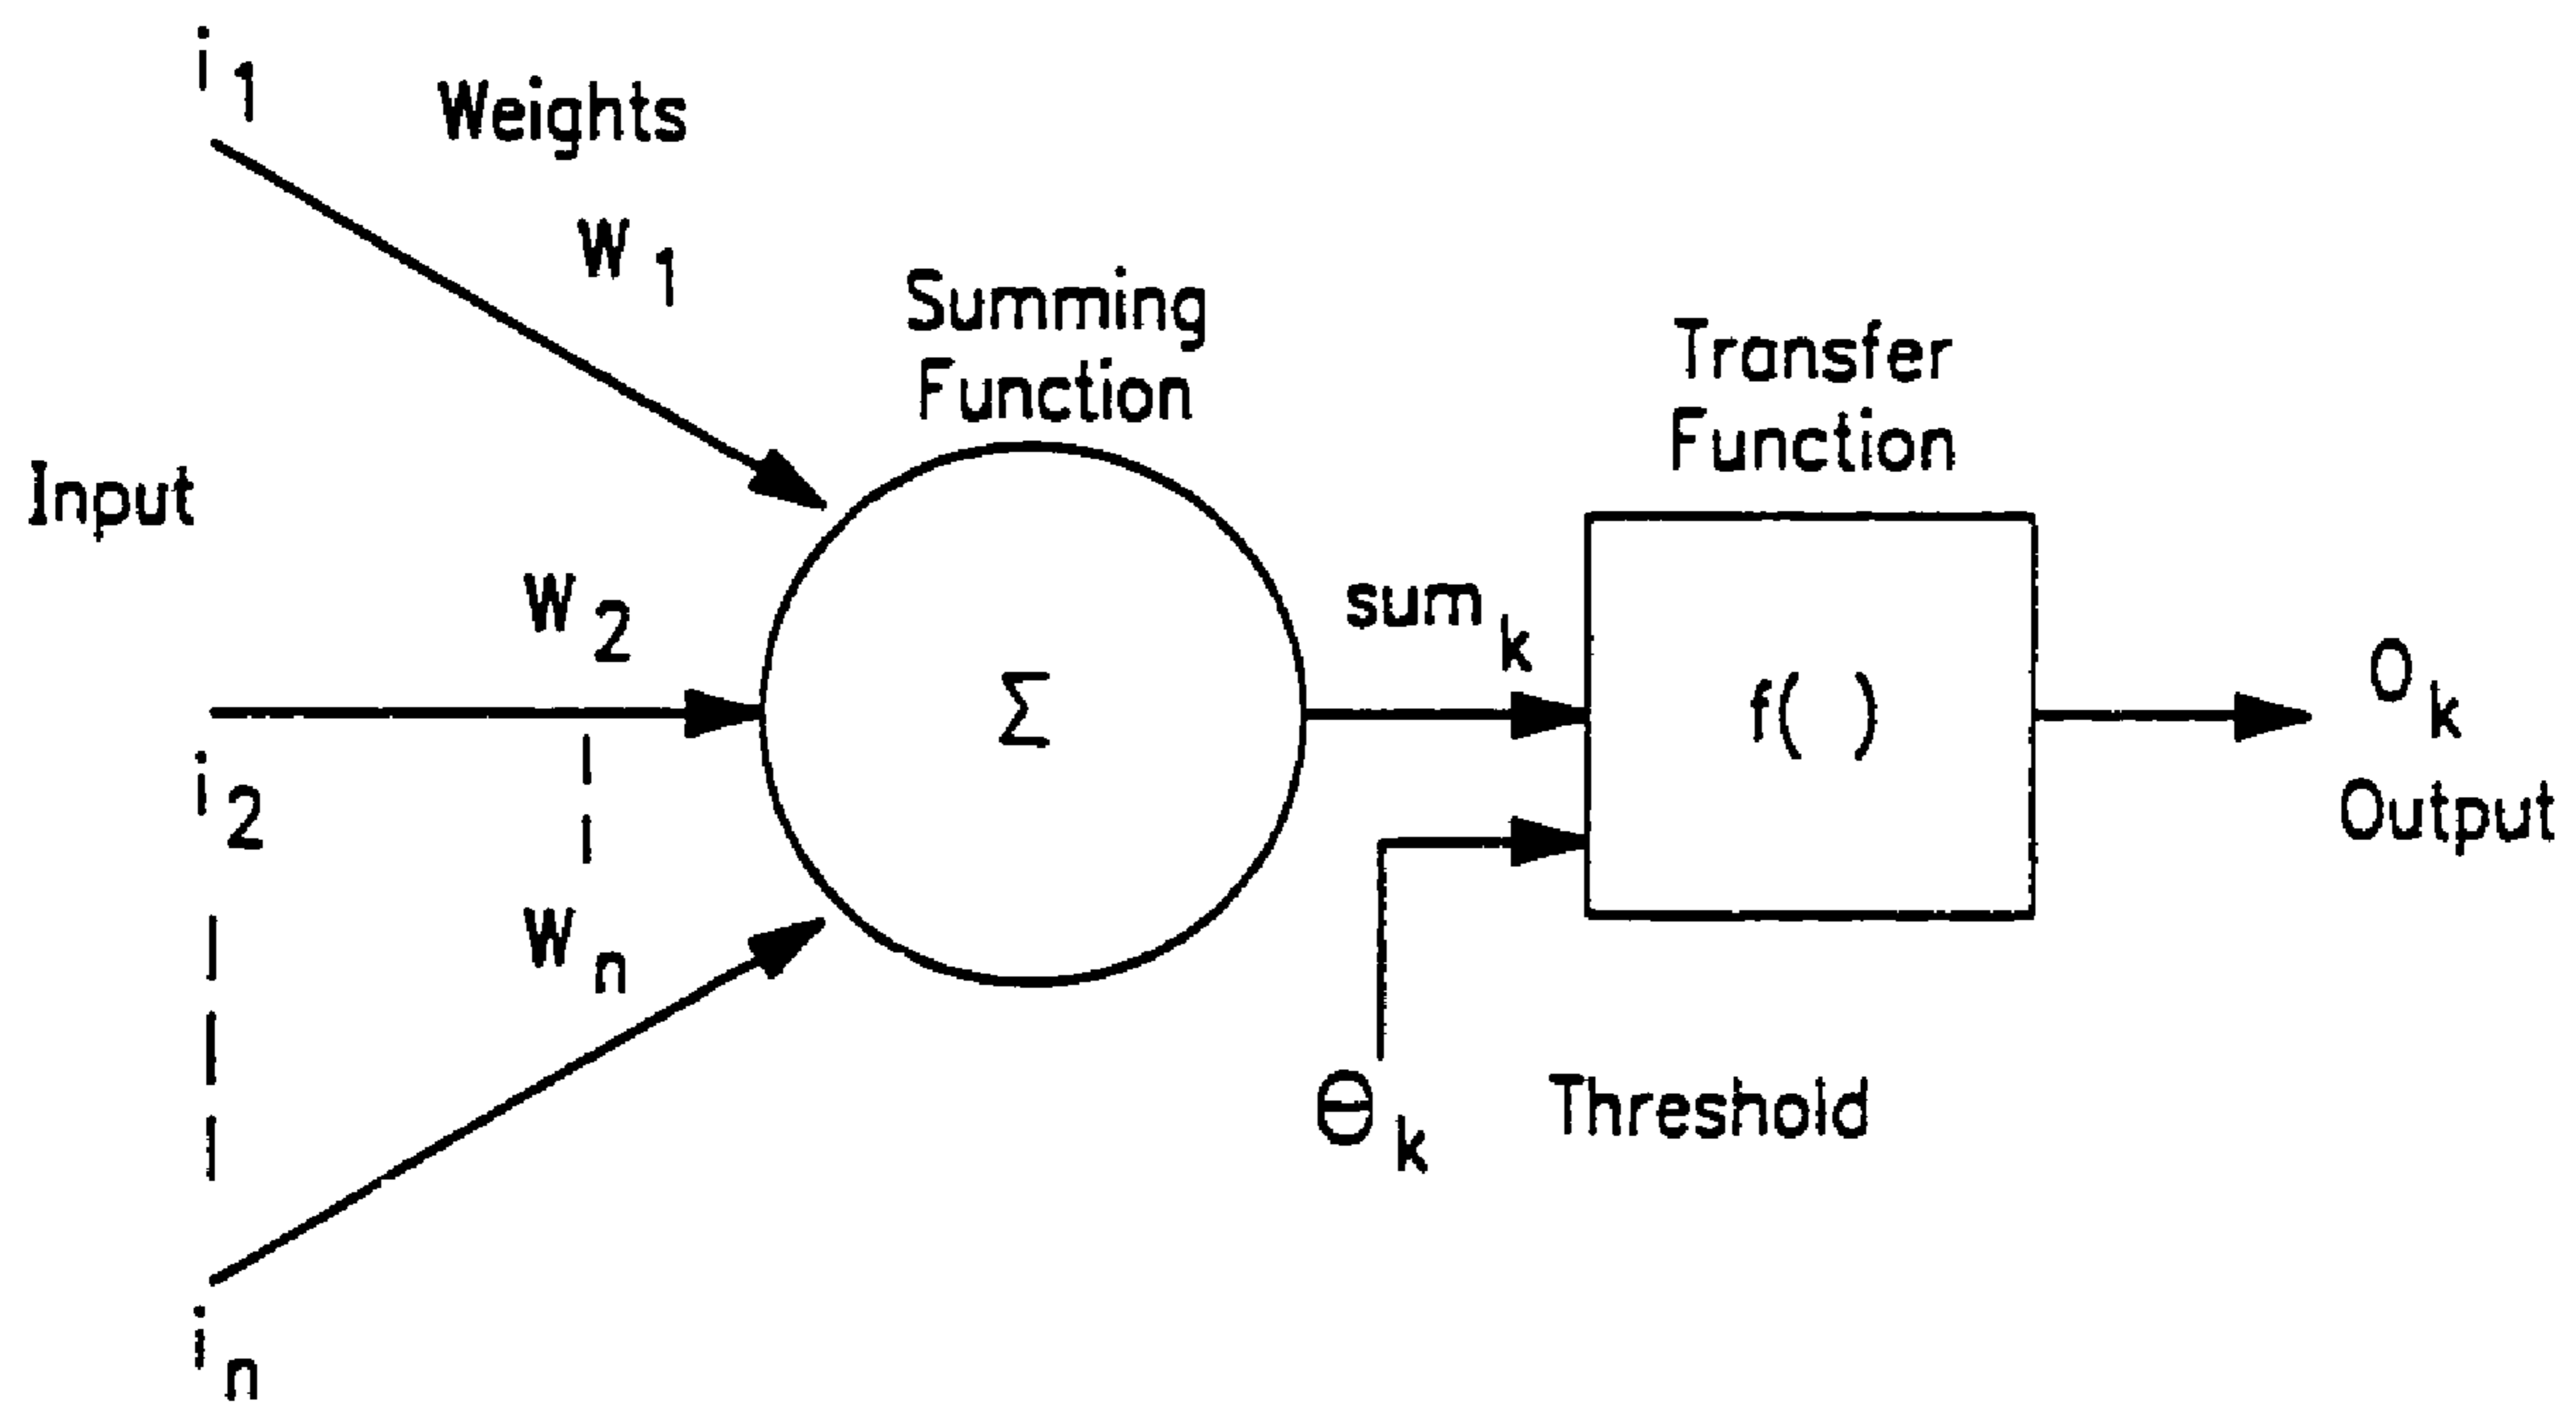 i1
Weights
W1
Summing
Function
Transfer
Function
Input
W2
sumk
Σ
f( )
Ok
i2
Output
Wn
Θk
Threshold
in